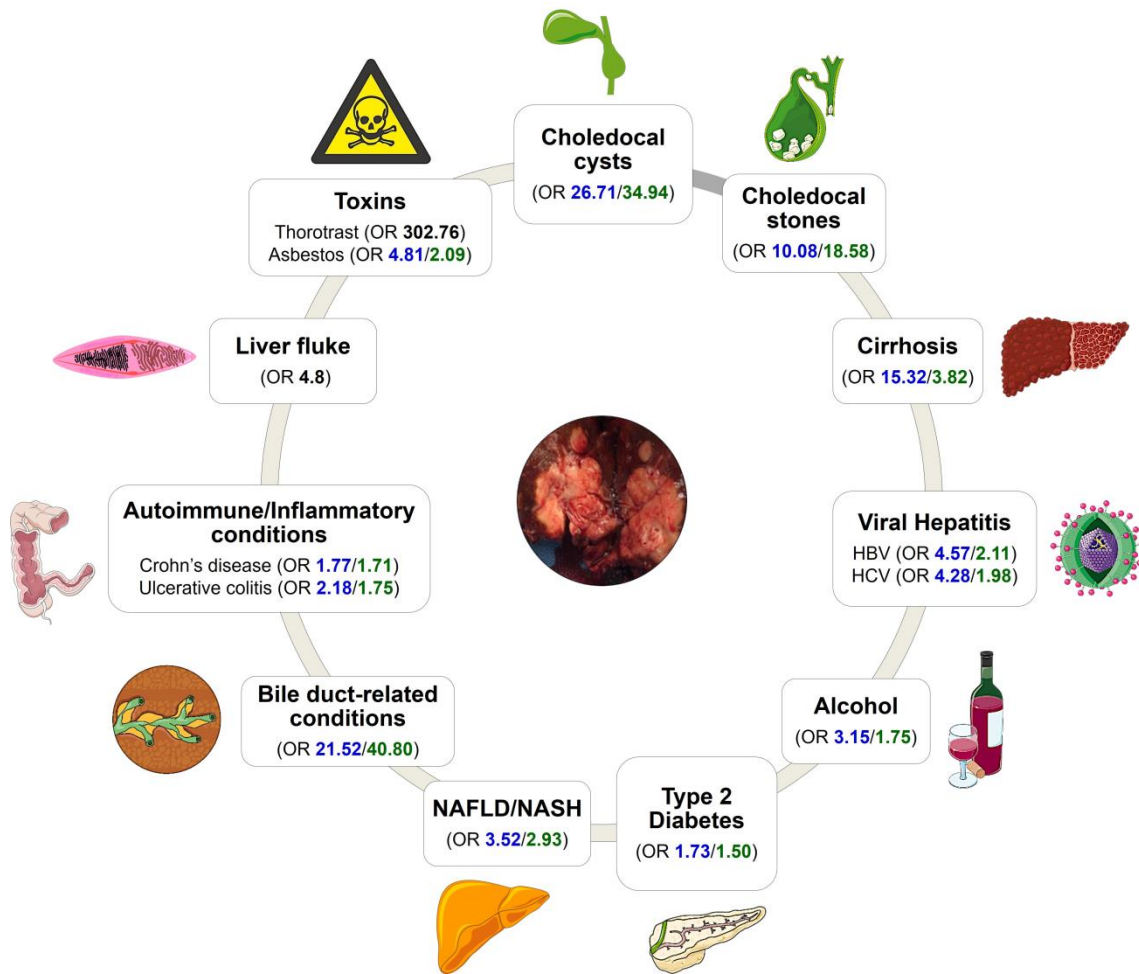 Choledocal
cysts
(OR 26.71/34.94)
Choledocal
stones
(OR 10.08/18.58)
Cirrhosis
(OR 15.32/3.82)
Viral Hepatitis
HBV (OR 4.57/2.11)
HCV (OR 4.28/1.98)
Alcohol
(OR 3.15/1.75)
Type 2
Diabetes
(OR 1.73/1.50)
NAFLD/NASH
(OR 3.52/2.93)
Bile duct-related
conditions
(OR 21.52/40.80)
Autoimmune/Inflammatory
conditions
Crohn’s disease (OR 1.77/1.71)
Ulcerative colitis (OR 2.18/1.75)
Liver fluke
(OR 4.8)
Toxins
Thorotrast (OR 302.76)
Asbestos (OR 4.81/2.09)